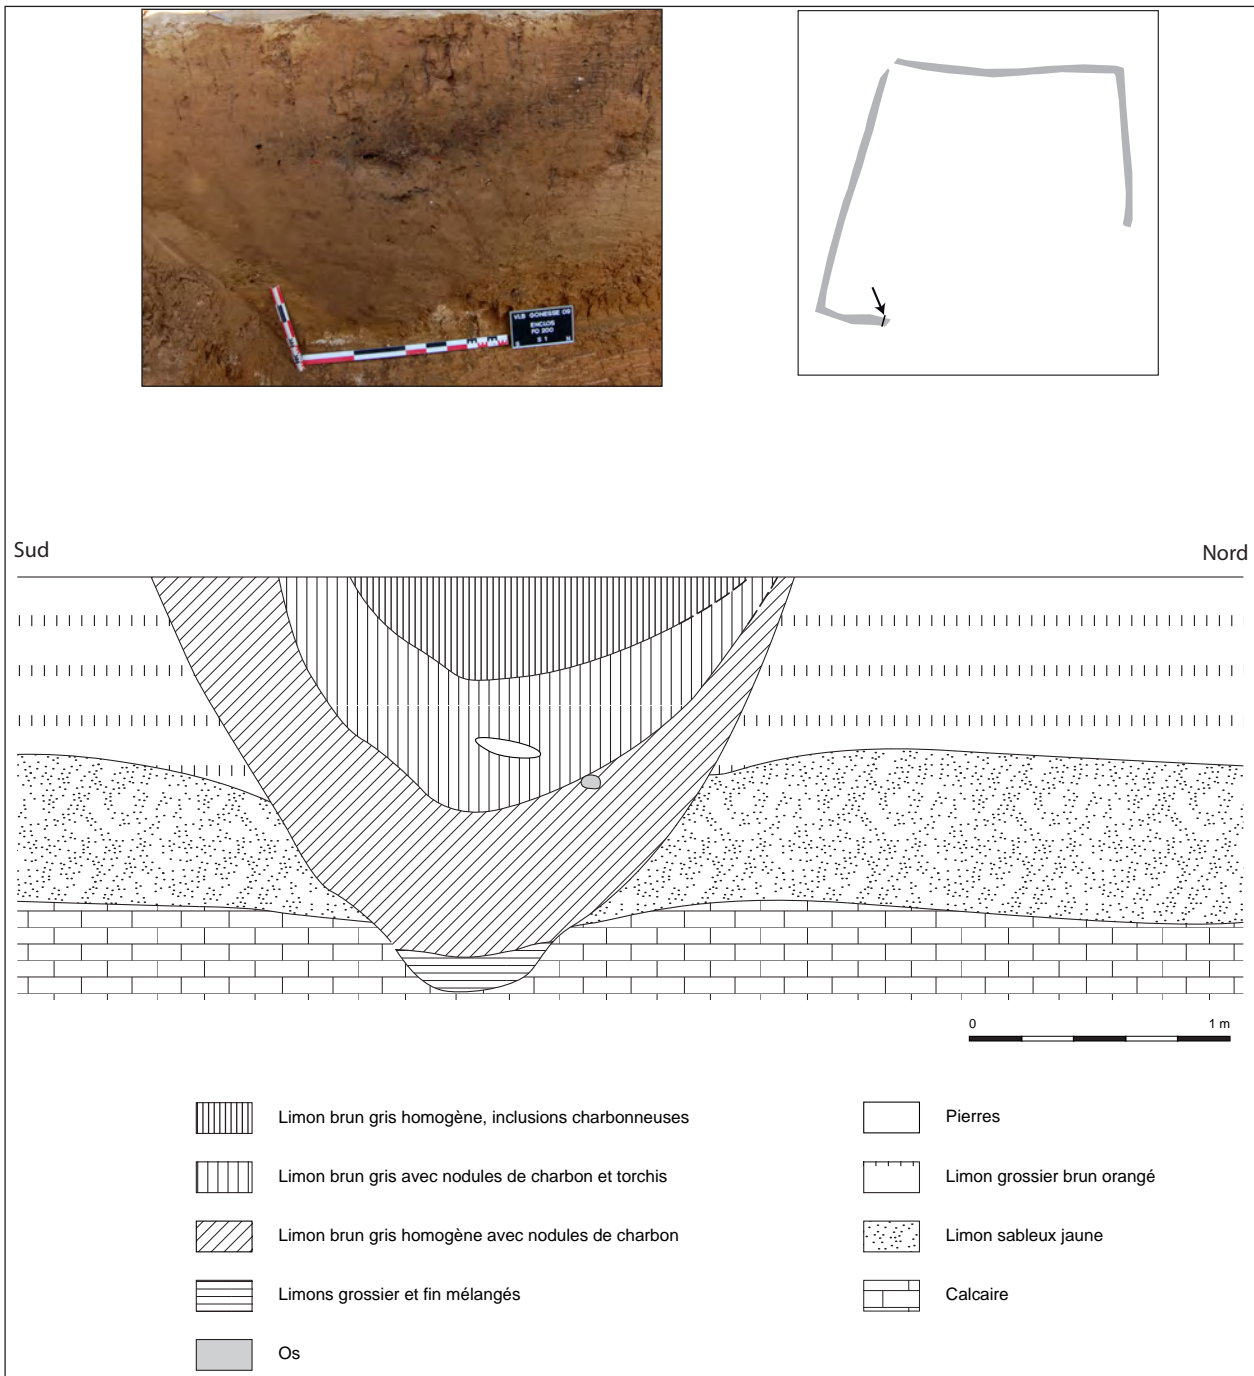 VLB GONESSE 09
ENCLOS
FO 200
S 1
S N
Sud
Nord
0 1 m
Limon brun gris homogène, inclusions charbonneuses
Limon brun gris avec nodules de charbon et torchis
Limon brun gris homogène avec nodules de charbon
Limons grossier et fin mélangés
Os
Pierres
Limon grossier brun orangé
Limon sableux jaune
Calcaire